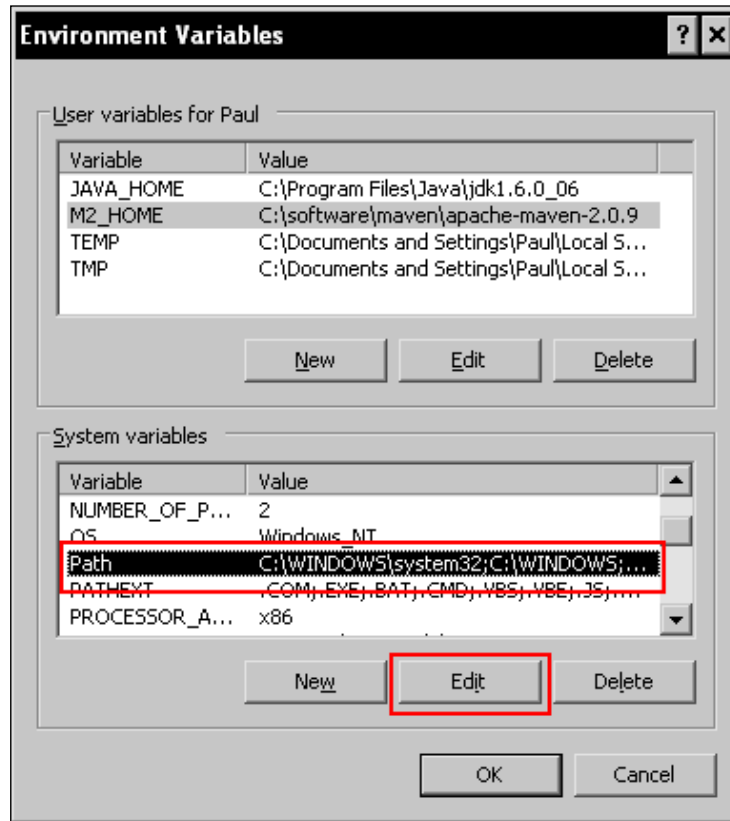 Environment Variables ? ×
User variables for Paul
Variable Value
JAVA_HOME C:\Program Files\Java\jdk1.6.0_06
M2_HOME C:\software\maven\apache-maven-2.0.9
TEMP C:\Documents and Settings\Paul\Local S...
TMP C:\Documents and Settings\Paul\Local S...
New Edit Delete
System variables
Variable Value
NUMBER_OF_P... 2
OS Windows_NT
Path C:\WINDOWS\system32;C:\WINDOWS;...
PATHEXT .COM;.EXE;.BAT;.CMD;.VBS;.VBE;.JS;....
PROCESSOR_A... x86
New Edit Delete
OK Cancel